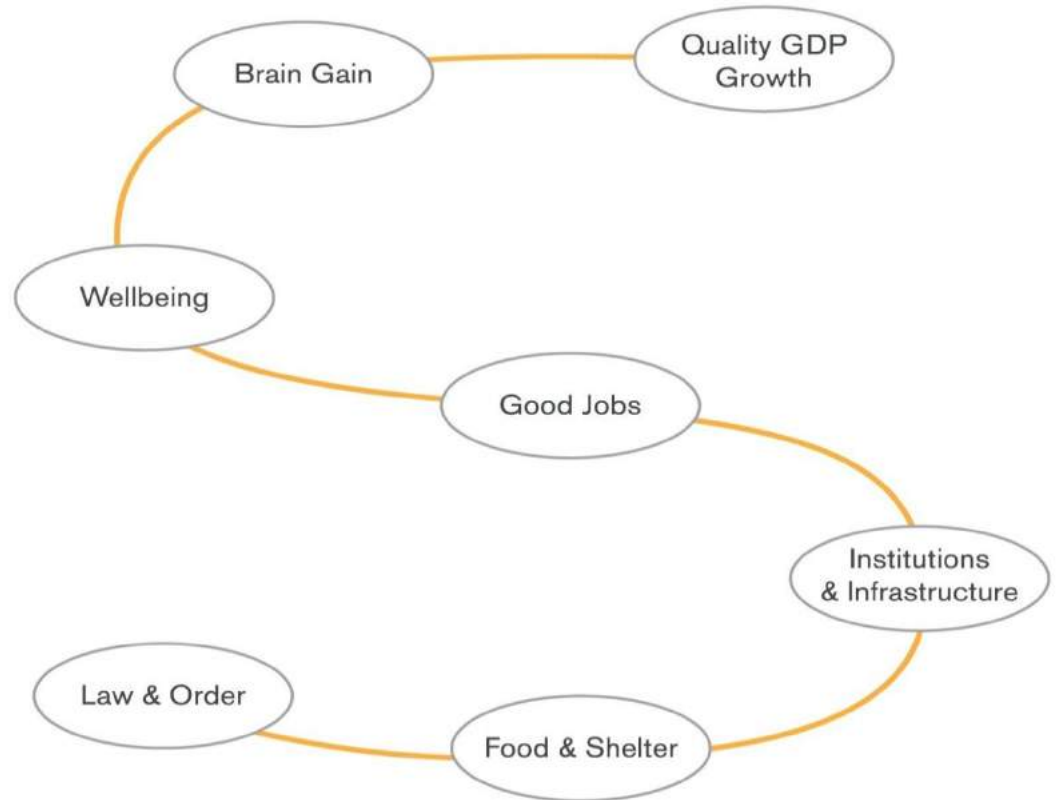 Brain Gain
Quality GDP
Growth
Wellbeing
Good Jobs
Institutions
& Infrastructure
Law & Order
Food & Shelter